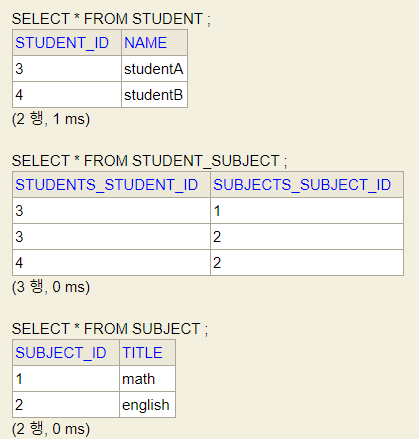 SELECT * FROM STUDENT ;
STUDENT_ID NAME
3 studentA
4 studentB
(2 행, 1 ms)
SELECT * FROM STUDENT_SUBJECT ;
STUDENTS_STUDENT_ID SUBJECTS_SUBJECT_ID
3 1
3 2
4 2
(3 행, 0 ms)
SELECT * FROM SUBJECT ;
SUBJECT_ID TITLE
1 math
2 english
(2 행, 0 ms)